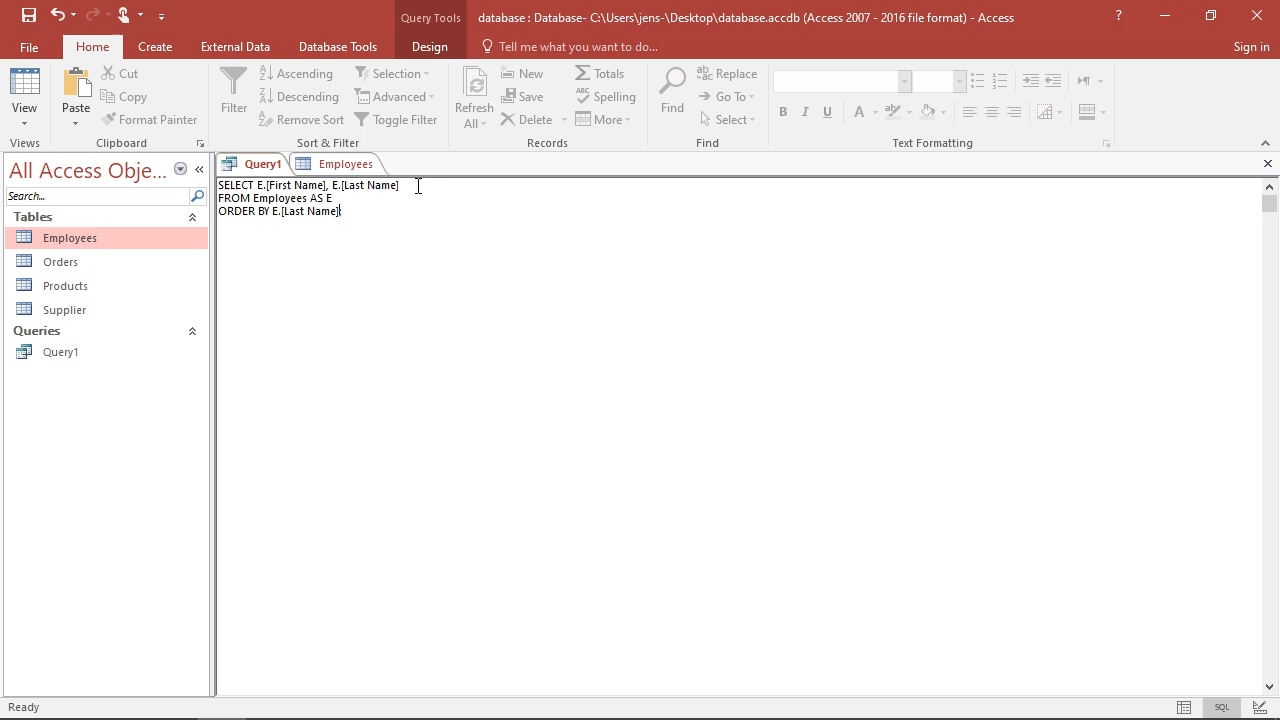 Query Tools
database : Database- C:\Users\jens-\Desktop\database.accdb (Access 2007 - 2016 file format) - Access
?
File
Home
Create
External Data
Database Tools
Design
Tell me what you want to do...
Sign in
View
Views
Paste
Cut
Copy
Format Painter
Clipboard
Filter
Ascending
Descending
Remove Sort
Selection
Advanced
Toggle Filter
Sort & Filter
Refresh
All
New
Save
Delete
Totals
Spelling
More
Records
Find
Replace
Go To
Select
Find
B I U
A
Text Formatting
All Access Obje...
Search...
Tables
Employees
Orders
Products
Supplier
Queries
Query1
Query1
Employees
SELECT E.[First Name], E.[Last Name]
FROM Employees AS E
ORDER BY E.[Last Name];
Ready
SQL